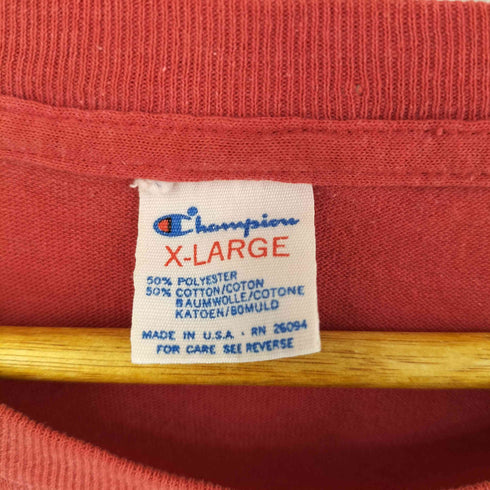 Champion
X-LARGE
50% POLYESTER
50% COTTON/COTON
BAUMWOLLE/COTONE
KATOEN/BOMULD
MADE IN U.S.A. - RN 26094
FOR CARE SEE REVERSE